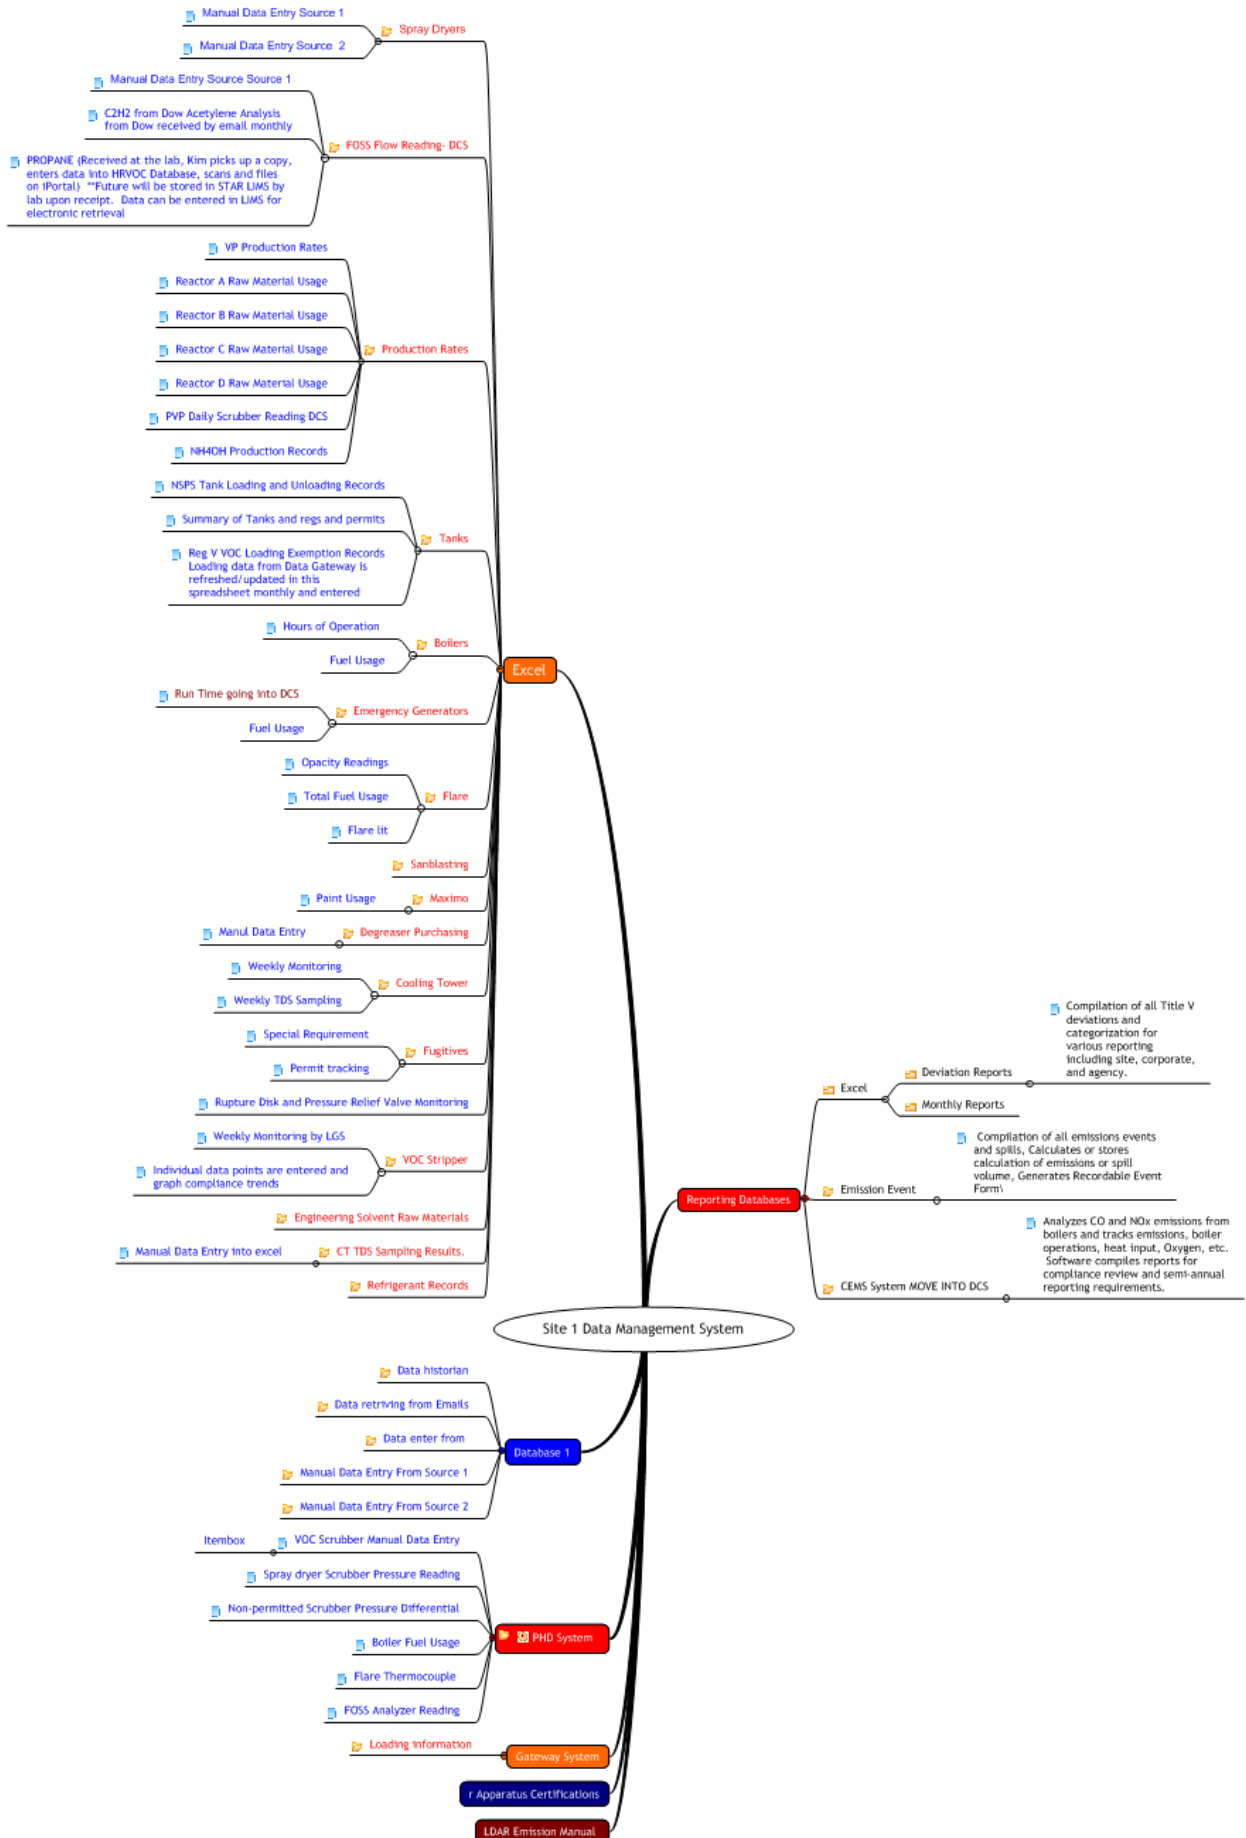 Manual Data Entry Source 1
Spray Dryers
Manual Data Entry Source  2
Manual Data Entry Source Source 1
C2H2 from Dow Acetylene Analysis
from Dow received by email monthly
FOSS Flow Reading- DCS
PROPANE (Received at the lab, Kim picks up a copy,
enters data into HRVOC Database, scans and files
on iPortal)  **Future will be stored in STAR LIMS by
lab upon receipt.  Data can be entered in LIMS for
electronic retrieval
VP Production Rates
Reactor A Raw Material Usage
Reactor B Raw Material Usage
Reactor C Raw Material Usage
Production Rates
Reactor D Raw Material Usage
PVP Daily Scrubber Reading DCS
NH4OH Production Records
NSPS Tank Loading and Unloading Records
Summary of Tanks and regs and permits
Tanks
Reg V VOC Loading Exemption Records
Loading data from Data Gateway is
refreshed/updated in this
spreadsheet monthly and entered
Hours of Operation
Boilers
Fuel Usage
Excel
Run Time going into DCS
Emergency Generators
Fuel Usage
Opacity Readings
Total Fuel Usage
Flare
Flare lit
Sanblasting
Paint Usage
Maximo
Manul Data Entry
Degreaser Purchasing
Weekly Monitoring
Cooling Tower
Weekly TDS Sampling
Special Requirement
Fugitives
Permit tracking
Rupture Disk and Pressure Relief Valve Monitoring
Weekly Monitoring by LGS
VOC Stripper
Individual data points are entered and
graph compliance trends
Engineering Solvent Raw Materials
Manual Data Entry into excel
CT TDS Sampling Results.
Refrigerant Records
Compilation of all Title V
deviations and
categorization for
various reporting
including site, corporate,
and agency.
Deviation Reports
Excel
Monthly Reports
Compilation of all emissions events
and spills, Calculates or stores
calculation of emissions or spill
volume, Generates Recordable Event
Form\
Emission Event
Reporting Databases
Analyzes CO and NOx emissions from
boilers and tracks emissions, boiler
operations, heat input, Oxygen, etc.
Software compiles reports for
compliance review and semi-annual
reporting requirements.
CEMS System MOVE INTO DCS
Site 1 Data Management System
Data historian
Data retriving from Emails
Data enter from
Database 1
Manual Data Entry From Source 1
Manual Data Entry From Source 2
Itembox
VOC Scrubber Manual Data Entry
Spray dryer Scrubber Pressure Reading
Non-permitted Scrubber Pressure Differential
PHD System
Boiler Fuel Usage
Flare Thermocouple
FOSS Analyzer Reading
Loading information
Gateway System
r Apparatus Certifications
LDAR Emission Manual